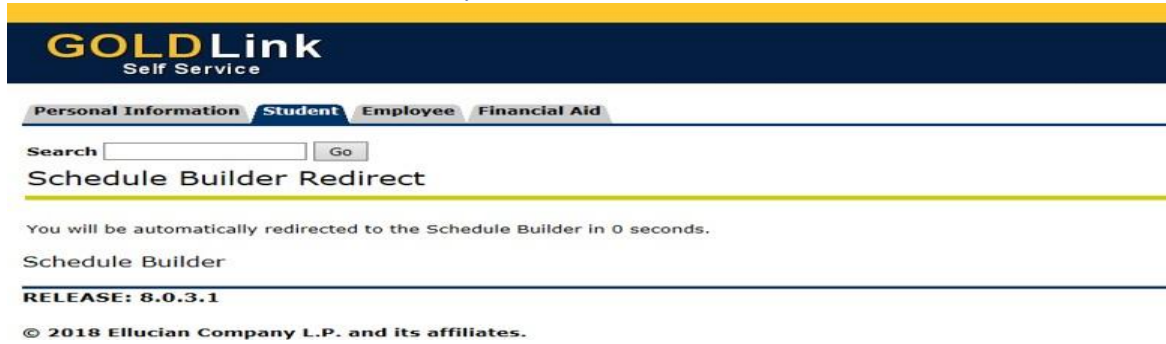 GOLDLink
Self Service
Personal Information Student Employee Financial Aid
Search Go
Schedule Builder Redirect
You will be automatically redirected to the Schedule Builder in 0 seconds.
Schedule Builder
RELEASE: 8.0.3.1
© 2018 Ellucian Company L.P. and its affiliates.